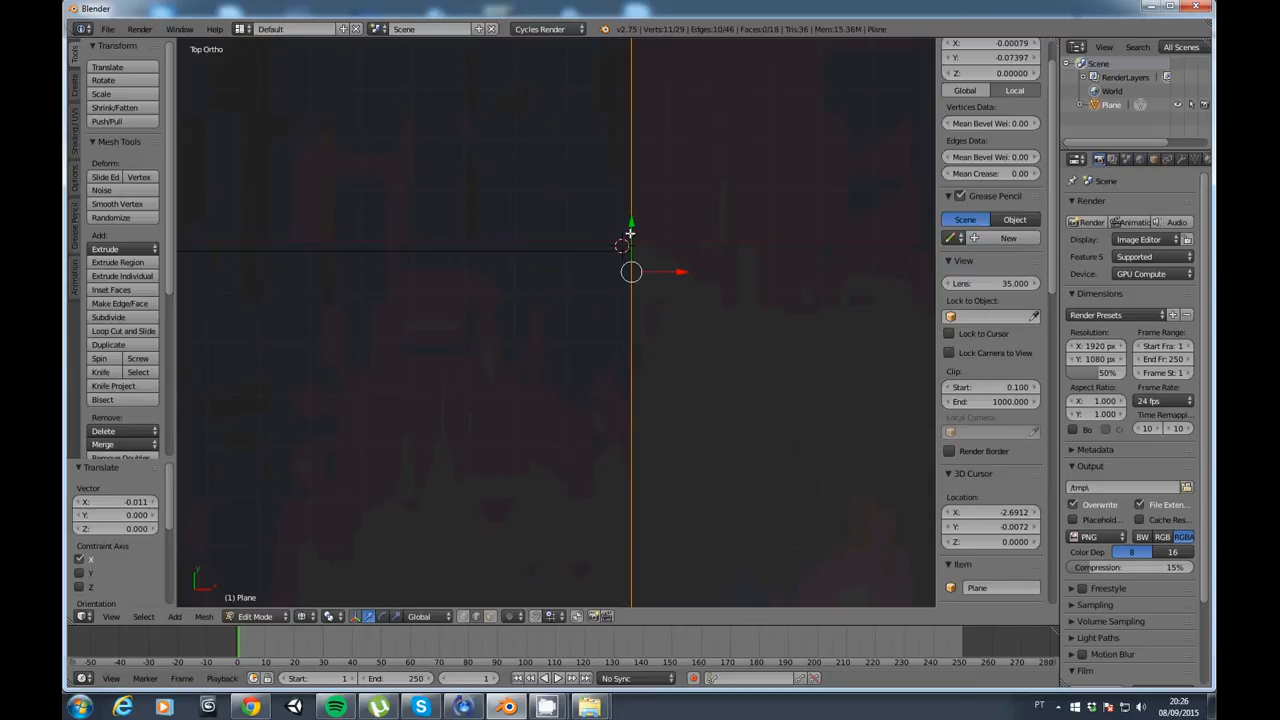 Blender
File Render Window Help Default Scene Cycles Render v2.75 | Verts:11/29 | Edges:10/46 | Faces:0/18 | Tris:36 | Mem:15.36M | Plane
Tools
Create
Shading / UVs
Options
Grease Pencil
Animation
Transform
Translate
Rotate
Scale
Shrink/Fatten
Push/Pull
Mesh Tools
Deform:
Slide Ed Vertex
Noise
Smooth Vertex
Randomize
Add:
Extrude
Extrude Region
Extrude Individual
Inset Faces
Make Edge/Face
Subdivide
Loop Cut and Slide
Duplicate
Spin Screw
Knife Select
Knife Project
Bisect
Remove:
Delete
Merge
Remove Doubles
Translate
Vector
X: -0.011
Y: 0.000
Z: 0.000
Constraint Axis
X
Y
Z
Orientation
Top Ortho
(1) Plane
X: -0.00079
Y: -0.07397
Z: 0.00000
Global Local
Vertices Data:
Mean Bevel Wei: 0.00
Edges Data:
Mean Bevel Wei: 0.00
Mean Crease: 0.00
Grease Pencil
Scene Object
New
View
Lens: 35.000
Lock to Object:
Lock to Cursor
Lock Camera to View
Clip:
Start: 0.100
End: 1000.000
Local Camera:
Render Border
3D Cursor
Location:
X: -2.6912
Y: -0.0072
Z: 0.0000
Item
Plane
View Search All Scenes
Scene
RenderLayers
World
Plane
Scene
Render
Render Animatic Audio
Display: Image Editor
Feature S Supported
Device: GPU Compute
Dimensions
Render Presets
Resolution: Frame Range:
X: 1920 px Start Fra: 1
Y: 1080 px End Fr: 250
50% Frame St: 1
Aspect Ratio: Frame Rate:
X: 1.000 24 fps
Y: 1.000 Time Remappi...
Bo Cr 10 10
Metadata
Output
/tmp\
Overwrite File Exten...
Placehold... Cache Res...
PNG BW RGB RGBA
Color Dep 8 16
Compression: 15%
Freestyle
Sampling
Volume Sampling
Light Paths
Motion Blur
Film
View Select Add Mesh Edit Mode Global
-50 -40 -30 -20 -10 0 10 20 30 40 50 60 70 80 90 100 110 120 130 140 150 160 170 180 190 200 210 220 230 240 250 260 270 280
View Marker Frame Playback Start: 1 End: 250 1 No Sync
PT 20:26
08/09/2015